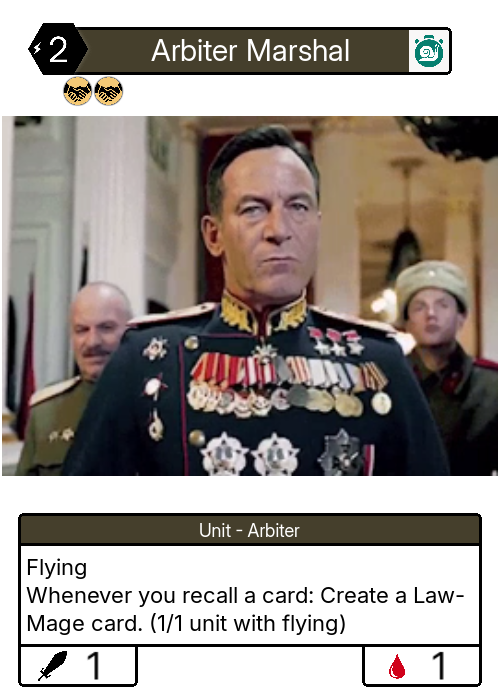 2
Arbiter Marshal
Unit - Arbiter
Flying
Whenever you recall a card: Create a Law-
Mage card. (1/1 unit with flying)
1
1